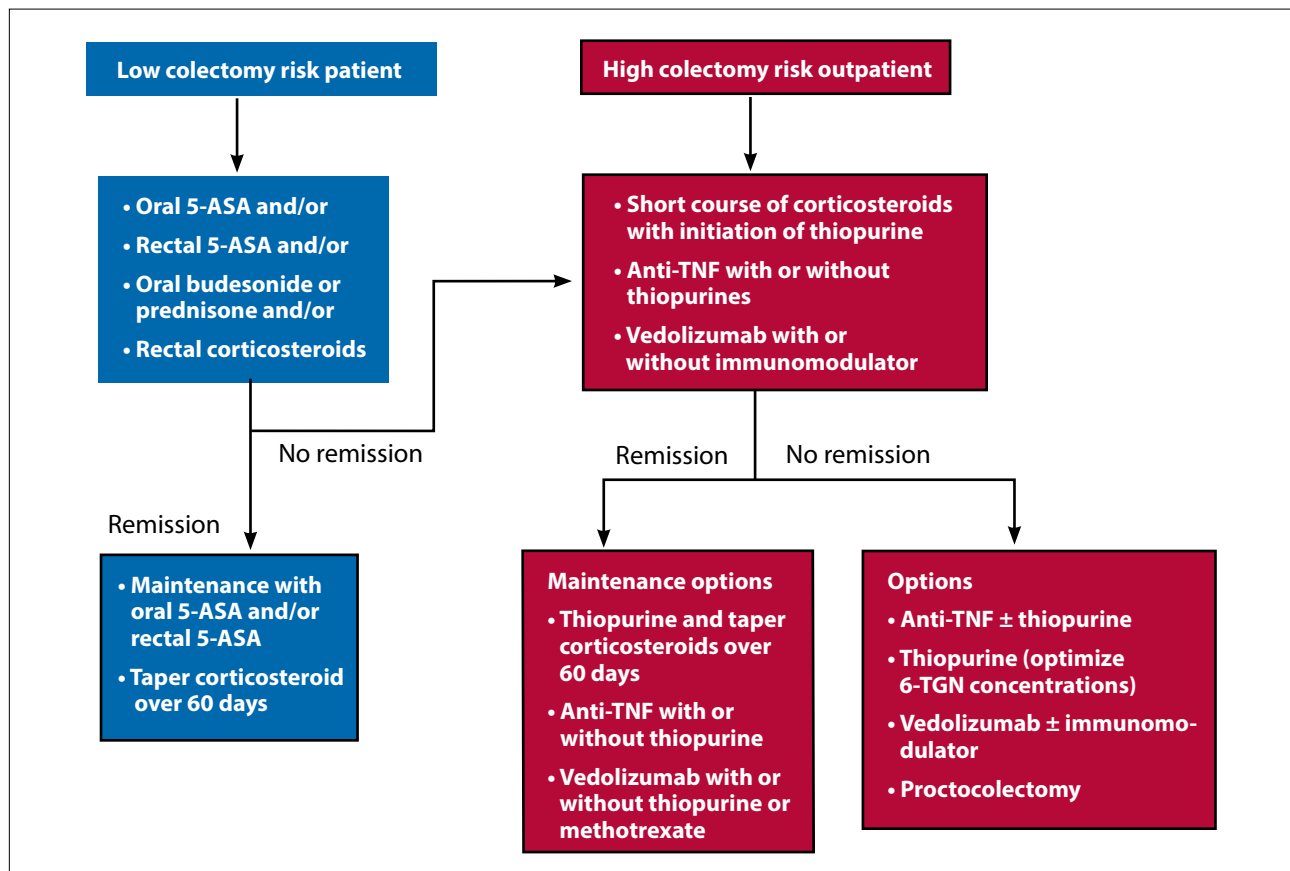 Low colectomy risk patient
High colectomy risk outpatient
• Oral 5-ASA and/or
• Rectal 5-ASA and/or
• Oral budesonide or
prednisone and/or
• Rectal corticosteroids
• Short course of corticosteroids
with initiation of thiopurine
• Anti-TNF with or without
thiopurines
• Vedolizumab with or
without immunomodulator
No remission
Remission
Remission
No remission
• Maintenance with
oral 5-ASA and/or
rectal 5-ASA
• Taper corticosteroid
over 60 days
Maintenance options
• Thiopurine and taper
corticosteroids over
60 days
• Anti-TNF with or
without thiopurine
• Vedolizumab with or
without thiopurine or
methotrexate
Options
• Anti-TNF ± thiopurine
• Thiopurine (optimize
6-TGN concentrations)
• Vedolizumab ± immunomo-
dulator
• Proctocolectomy